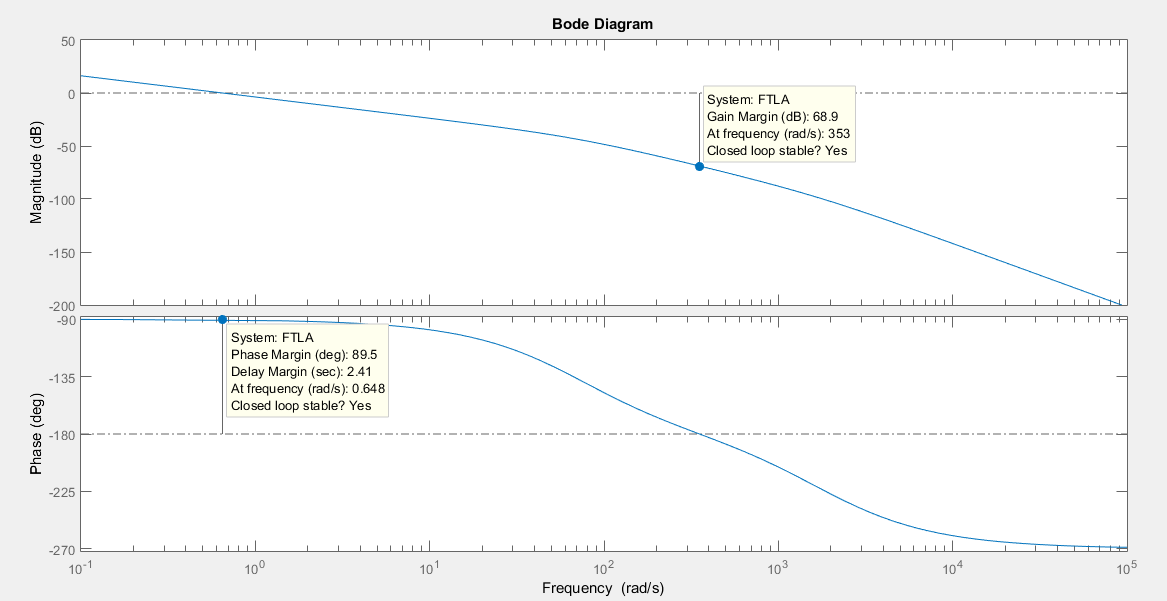 Bode Diagram
Magnitude (dB)
50
0
-50
-100
-150
-200
System: FTLA
Gain Margin (dB): 68.9
At frequency (rad/s): 353
Closed loop stable? Yes
Phase (deg)
-90
-135
-180
-225
-270
System: FTLA
Phase Margin (deg): 89.5
Delay Margin (sec): 2.41
At frequency (rad/s): 0.648
Closed loop stable? Yes
10-1 100 101 102 103 104 105
Frequency (rad/s)